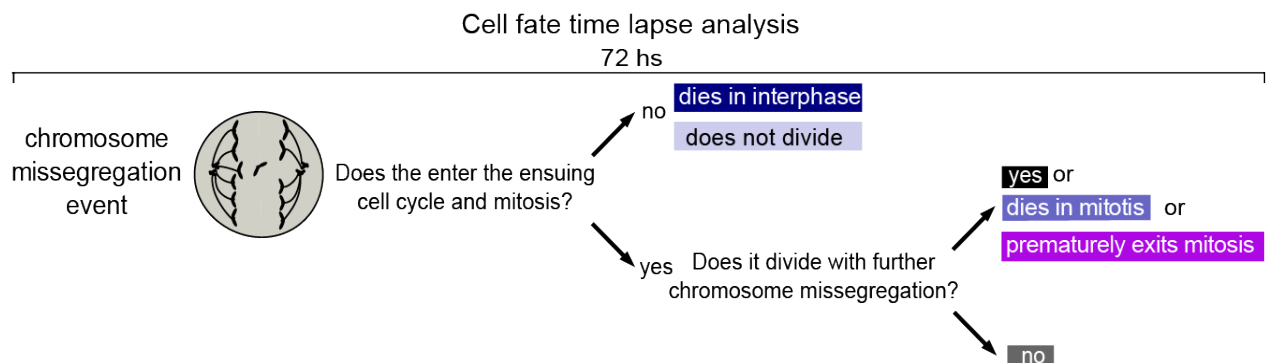 Cell fate time lapse analysis
72 hs
chromosome
missegregation
event
Does the enter the ensuing
cell cycle and mitosis?
no
dies in interphase
does not divide
yes
Does it divide with further
chromosome missegregation?
yes or
dies in mitotis or
prematurely exits mitosis
no